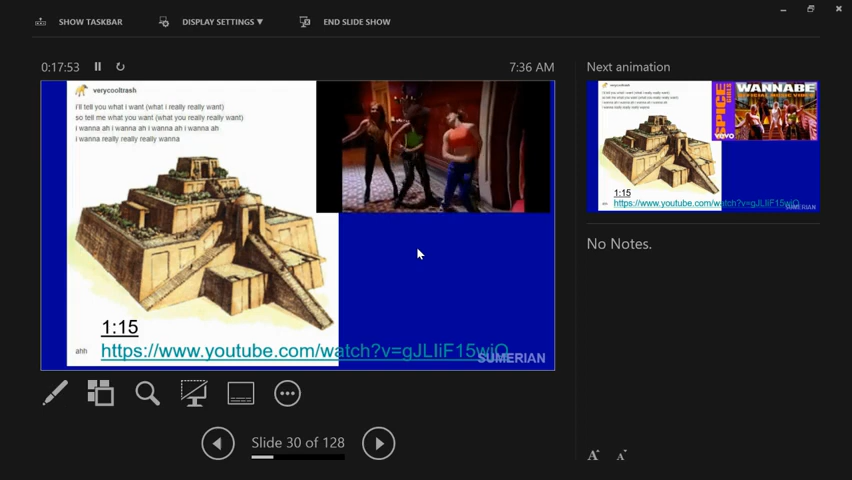 SHOW TASKBAR
DISPLAY SETTINGS ▼
END SLIDE SHOW
0:17:53
7:36 AM
verycooltrash
i'll tell you what i want (what i really really want)
so tell me what you want (what you really really want)
i wanna ah i wanna ah i wanna ah i wanna ah
i wanna really really really wanna
1:15
ahh
https://www.youtube.com/watch?v=gJLIiF15wjQ
SUMERIAN
Slide 30 of 128
Next animation
SPICE GIRLS
vevo
WANNABE
1:15
https://www.youtube.com/watch?v=gJLIiF15wjQ
SUMERIAN
No Notes.
A
A